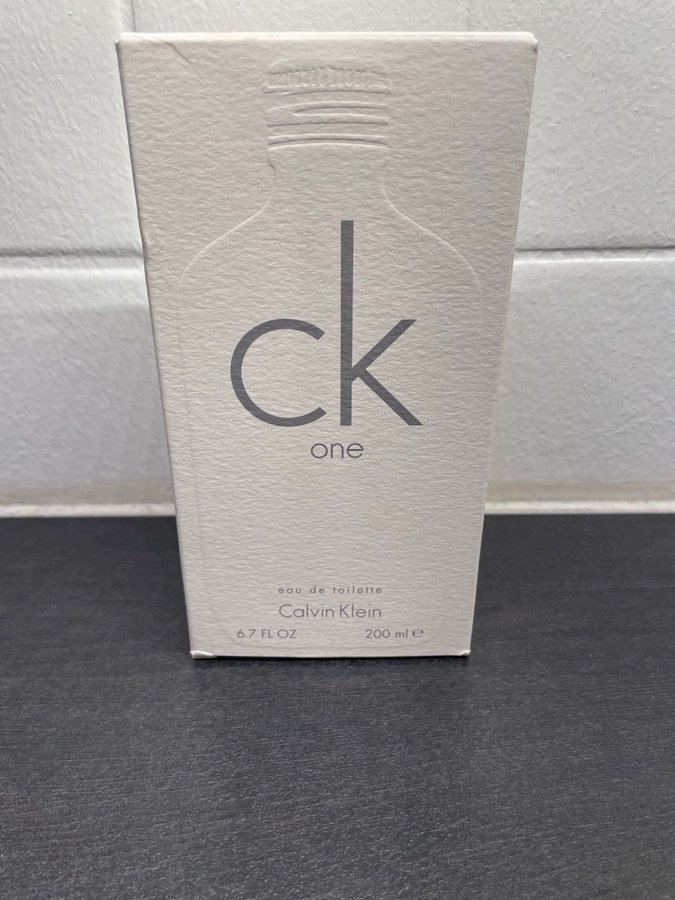 ck
one
eau de toilette
Calvin Klein
6.7 FL OZ 200 ml ℮